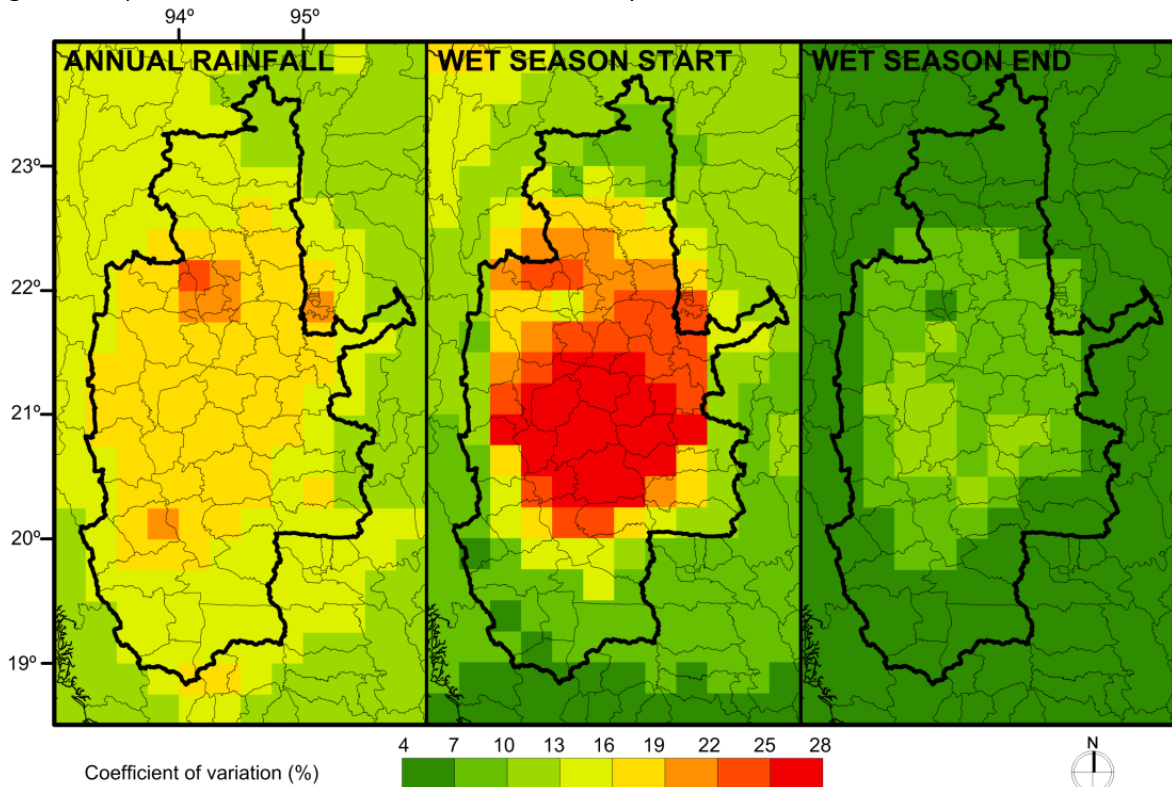 94º 95º
ANNUAL RAINFALL WET SEASON START WET SEASON END
23º
22º
21º
20º
19º
4 7 10 13 16 19 22 25 28
Coefficient of variation (%)
N